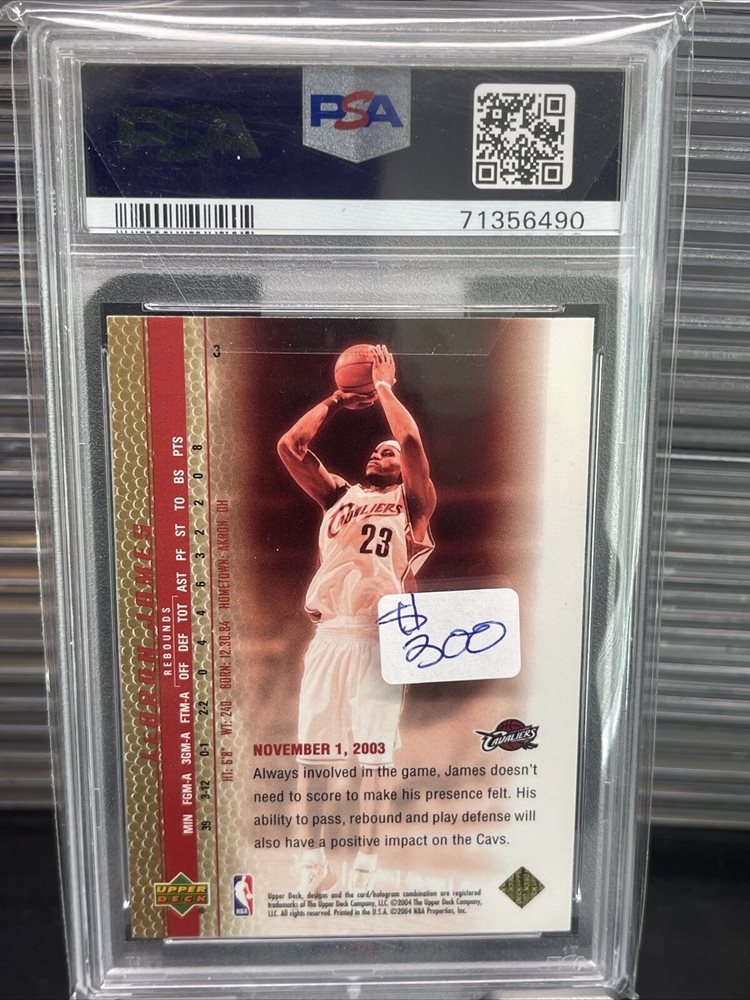 PSA
PSA
71356490
3
LEBRON JAMES
REBOUNDS
MIN FGM-A 3GM-A FTM-A OFF DEF TOT AST PF ST TO BS PTS
39 3-12 0-1 2-2 0 4 4 6 3 2 2 0 8
HT: 6'8" WT: 240 BORN: 12.30.84 HOMETOWN: AKRON, OH
CAVALIERS
23
$
300
CAVALIERS
NOVEMBER 1, 2003
Always involved in the game, James doesn't
need to score to make his presence felt. His
ability to pass, rebound and play defense will
also have a positive impact on the Cavs.
UPPER
DECK
NBA
Upper Deck, designs and the card/hologram combination are registered
trademarks of The Upper Deck Company, LLC. ©2004 The Upper Deck Company,
LLC. All rights reserved. Printed in the U.S.A. ©2004 NBA Properties, Inc.